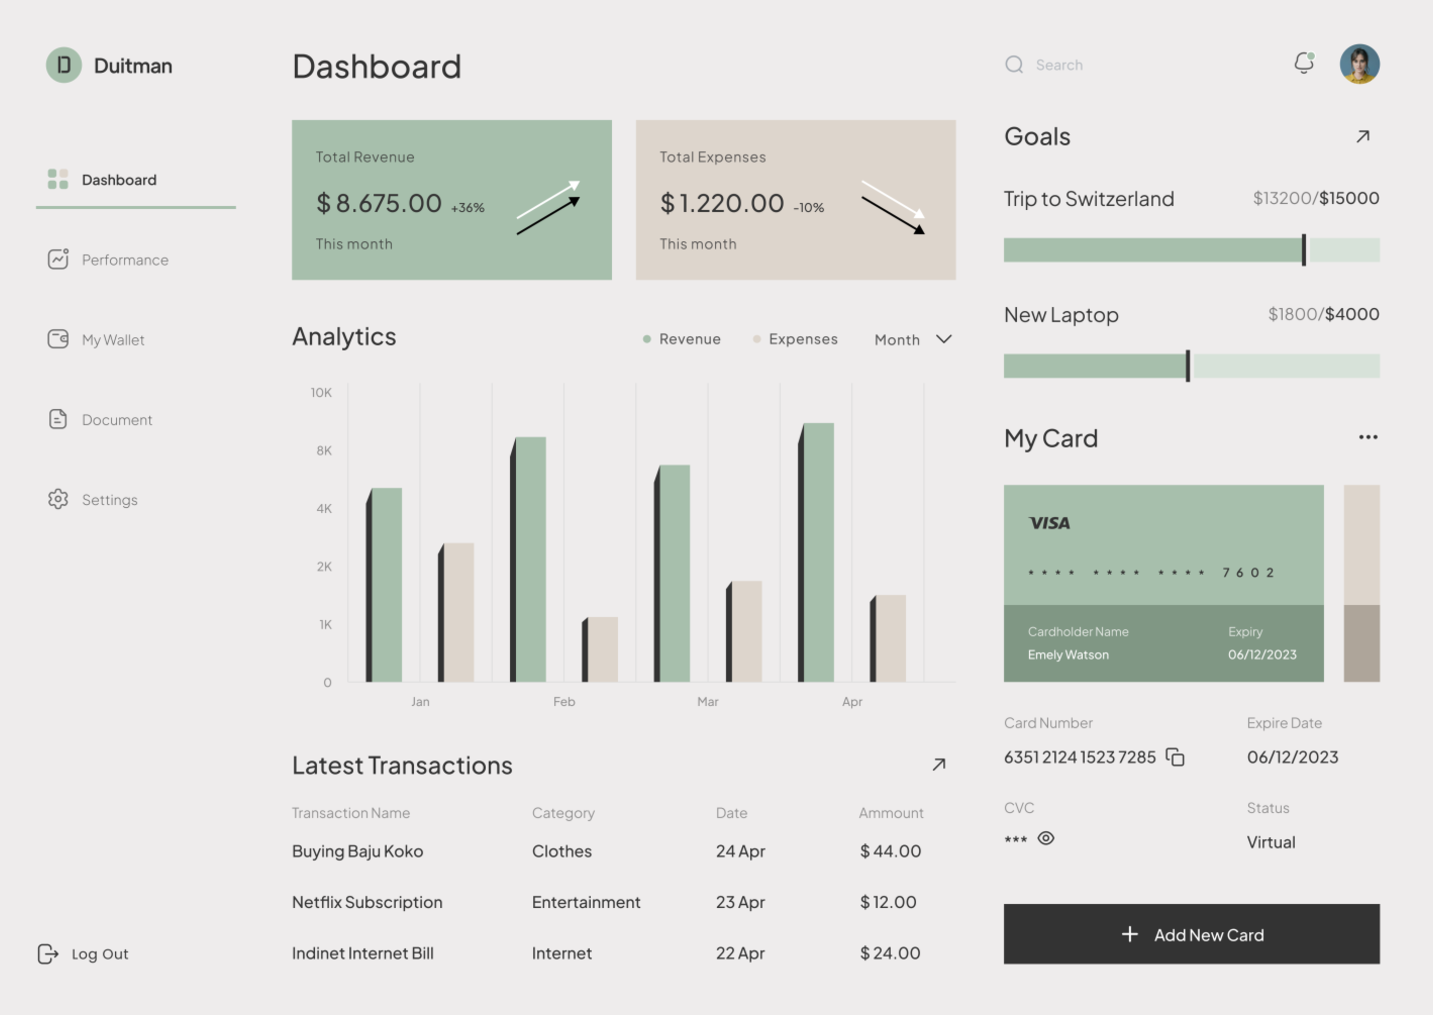 Duitman
Dashboard
Performance
My Wallet
Document
Settings
Log Out
Dashboard
Total Revenue
$ 8.675.00 +36%
This month
Total Expenses
$ 1.220.00 -10%
This month
Analytics
Revenue
Expenses
Month
10K
8K
4K
2K
1K
0
Jan Feb Mar Apr
Latest Transactions
Transaction Name Category Date Ammount
Buying Baju Koko Clothes 24 Apr $ 44.00
Netflix Subscription Entertainment 23 Apr $ 12.00
Indinet Internet Bill Internet 22 Apr $ 24.00
Search
Goals
Trip to Switzerland $13200/$15000
New Laptop $1800/$4000
My Card
VISA
**** **** **** 7602
Cardholder Name Expiry
Emely Watson 06/12/2023
Card Number Expire Date
6351 2124 1523 7285 06/12/2023
CVC Status
*** Virtual
Add New Card